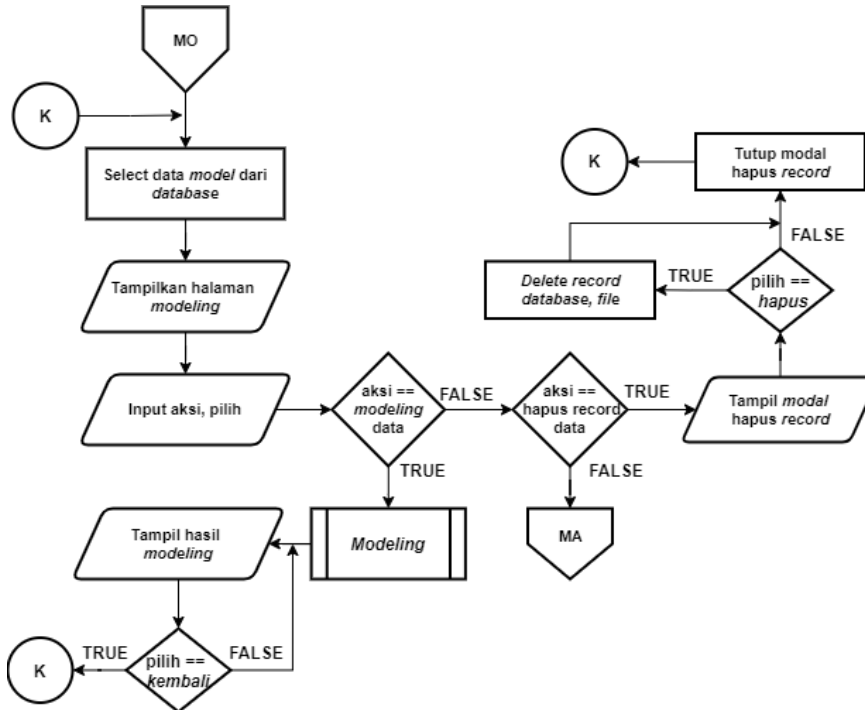 MO
K
Select data model dari
database
Tampilkan halaman
modeling
Input aksi, pilih
aksi ==
modeling
data
FALSE
TRUE
aksi ==
hapus record
data
TRUE
FALSE
MA
Tampil modal
hapus record
pilih ==
hapus
TRUE
FALSE
Delete record
database, file
Tutup modal
hapus record
K
Modeling
Tampil hasil
modeling
pilih ==
kembali
FALSE
TRUE
K